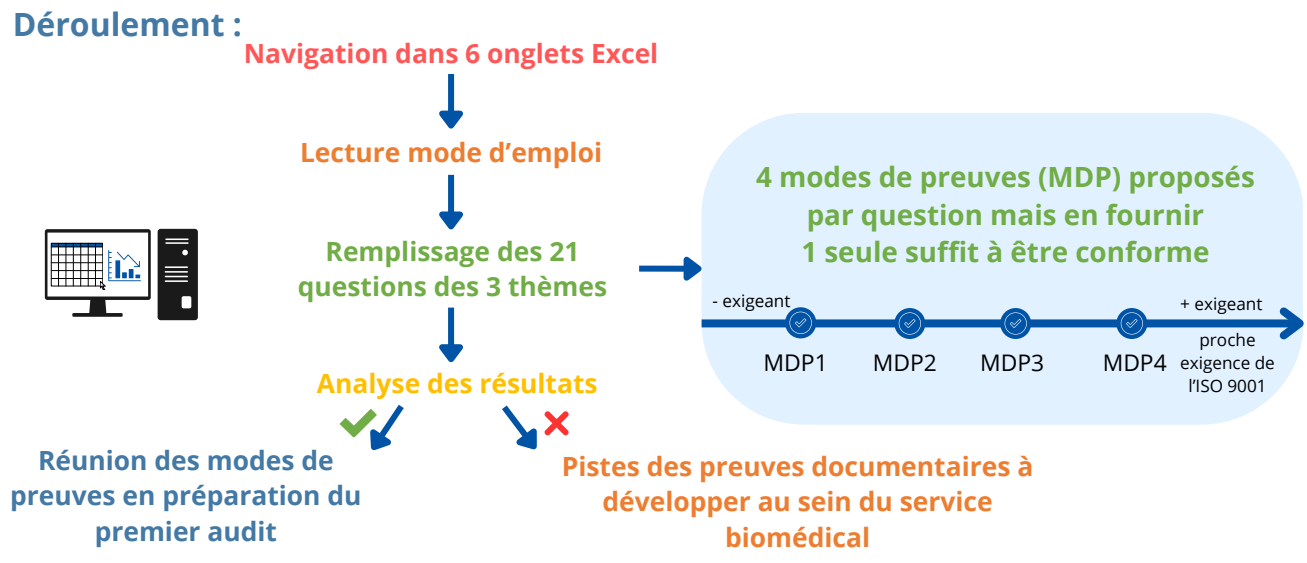 Déroulement :
Navigation dans 6 onglets Excel
Lecture mode d’emploi
Remplissage des 21
questions des 3 thèmes
4 modes de preuves (MDP) proposés
par question mais en fournir
1 seule suffit à être conforme
- exigeant
+ exigeant
MDP1
MDP2
MDP3
MDP4
proche
exigence de
l’ISO 9001
Analyse des résultats
Réunion des modes de
preuves en préparation du
premier audit
Pistes des preuves documentaires à
développer au sein du service
biomédical